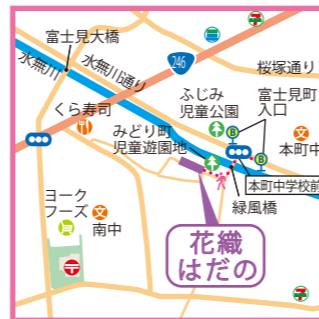 富士見大橋
水無川
水無川通り
246
桜塚通り
くら寿司
ふじみ
児童公園
富士見町
入口
B
B
みどり町
児童遊園地
本町中
本町中学校前
緑風橋
ヨーク
フーズ
文
南中
文
花織
はだの
〒
7
7